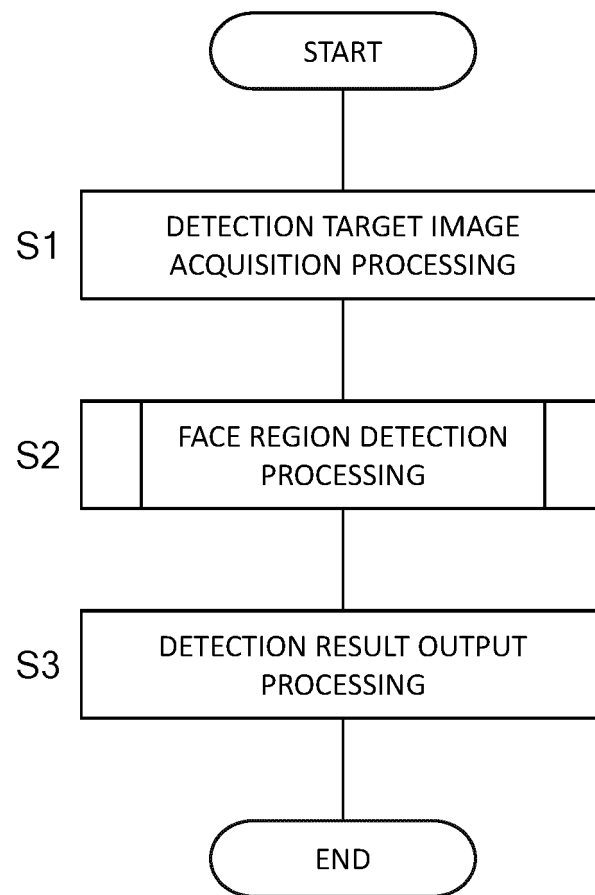 START
S1
DETECTION TARGET IMAGE
ACQUISITION PROCESSING
S2
FACE REGION DETECTION
PROCESSING
S3
DETECTION RESULT OUTPUT
PROCESSING
END